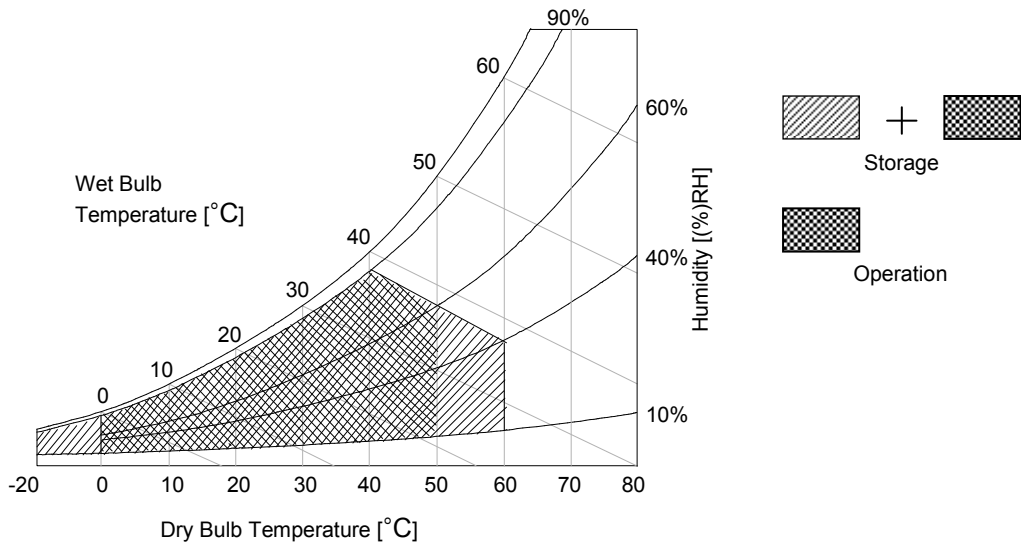 90%
60
60%
50
Wet Bulb
Temperature [°C]
Storage
40
40%
Humidity [(%)RH]
Operation
30
20
10
0
10%
-20 0 10 20 30 40 50 60 70 80
Dry Bulb Temperature [°C]